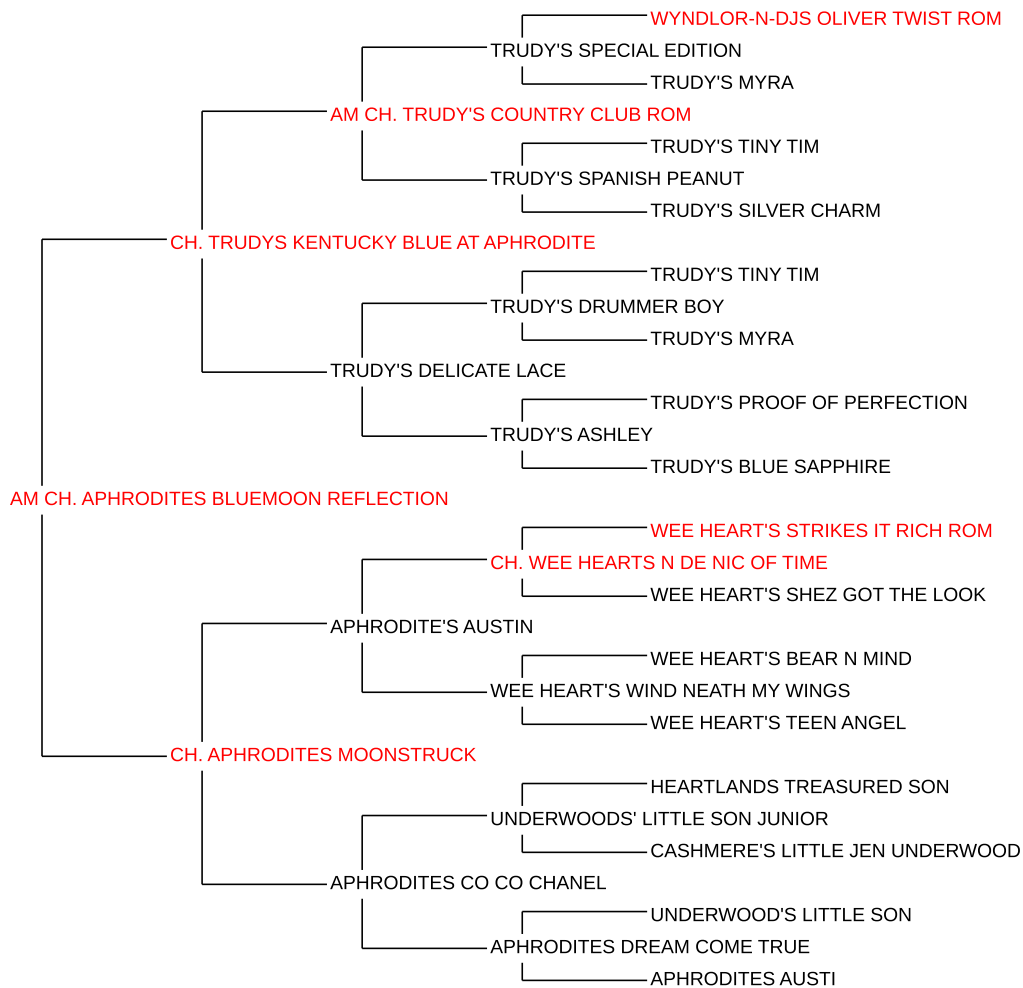 WYNDLOR-N-DJS OLIVER TWIST ROM
TRUDY'S SPECIAL EDITION
TRUDY'S MYRA
AM CH. TRUDY'S COUNTRY CLUB ROM
TRUDY'S TINY TIM
TRUDY'S SPANISH PEANUT
TRUDY'S SILVER CHARM
CH. TRUDYS KENTUCKY BLUE AT APHRODITE
TRUDY'S TINY TIM
TRUDY'S DRUMMER BOY
TRUDY'S MYRA
TRUDY'S DELICATE LACE
TRUDY'S PROOF OF PERFECTION
TRUDY'S ASHLEY
TRUDY'S BLUE SAPPHIRE
AM CH. APHRODITES BLUEMOON REFLECTION
WEE HEART'S STRIKES IT RICH ROM
CH. WEE HEARTS N DE NIC OF TIME
WEE HEART'S SHEZ GOT THE LOOK
APHRODITE'S AUSTIN
WEE HEART'S BEAR N MIND
WEE HEART'S WIND NEATH MY WINGS
WEE HEART'S TEEN ANGEL
CH. APHRODITES MOONSTRUCK
HEARTLANDS TREASURED SON
UNDERWOODS' LITTLE SON JUNIOR
CASHMERE'S LITTLE JEN UNDERWOOD
APHRODITES CO CO CHANEL
UNDERWOOD'S LITTLE SON
APHRODITES DREAM COME TRUE
APHRODITES AUSTI